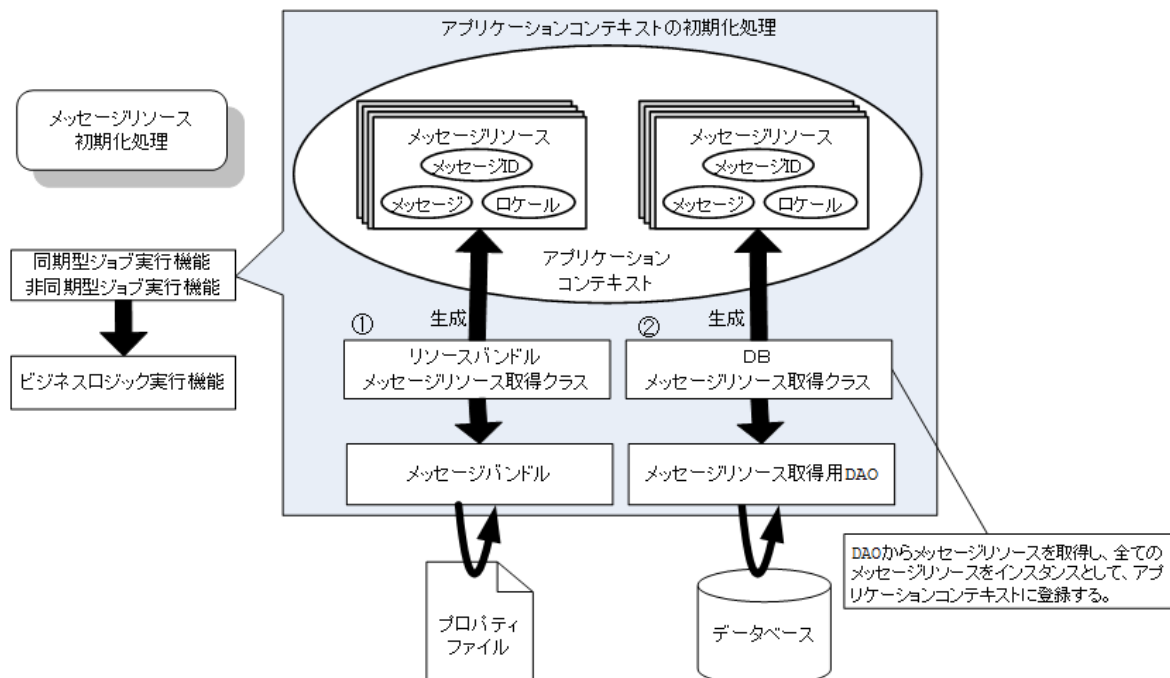 アプリケーションコンテキストの初期化処理
メッセージリソース
初期化処理
メッセージリソース
メッセージID
メッセージ
ロケール
メッセージリソース
メッセージID
メッセージ
ロケール
アプリケーション
コンテキスト
同期型ジョブ実行機能
非同期型ジョブ実行機能
ビジネスロジック実行機能
①
生成
リソースバンドル
メッセージリソース取得クラス
メッセージバンドル
プロパティ
ファイル
②
生成
DB
メッセージリソース取得クラス
メッセージリソース取得用DAO
データベース
DAOからメッセージリソースを取得し、全ての
メッセージリソースをインスタンスとして、アプ
リケーションコンテキストに登録する。